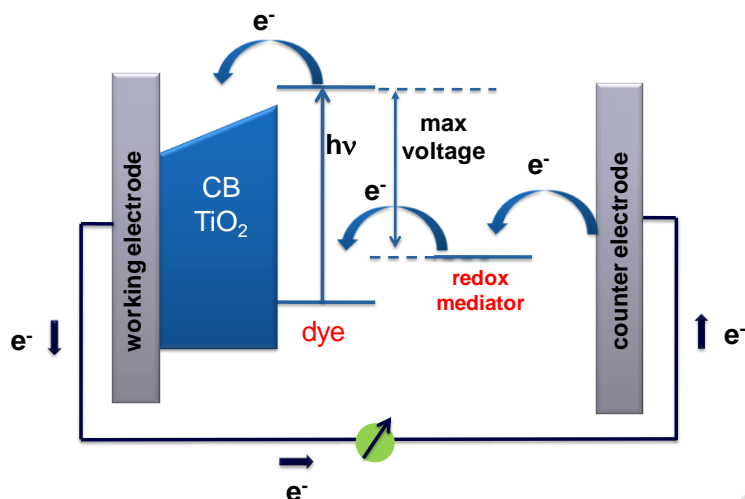 e-
hν
max
voltage
CB
TiO2
e-
e-
working electrode
redox
mediator
dye
counter electrode
e-
e-
e-